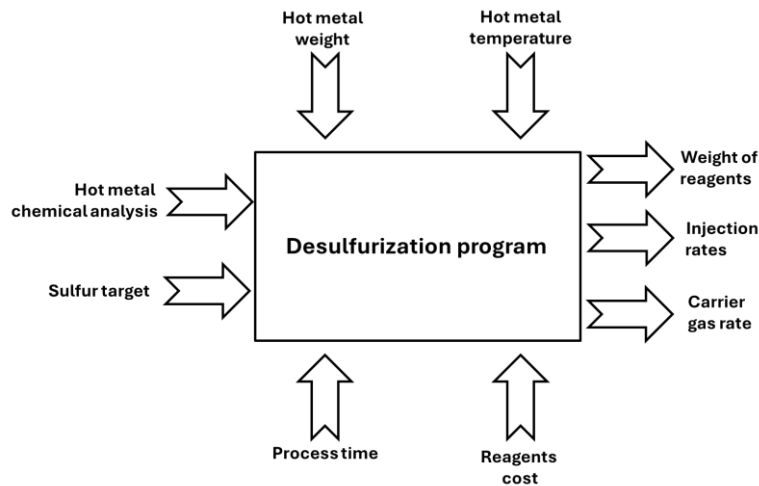 Hot metal
weight
Hot metal
temperature
Hot metal
chemical analysis
Sulfur target
Desulfurization program
Weight of
reagents
Injection
rates
Carrier
gas rate
Process time
Reagents
cost